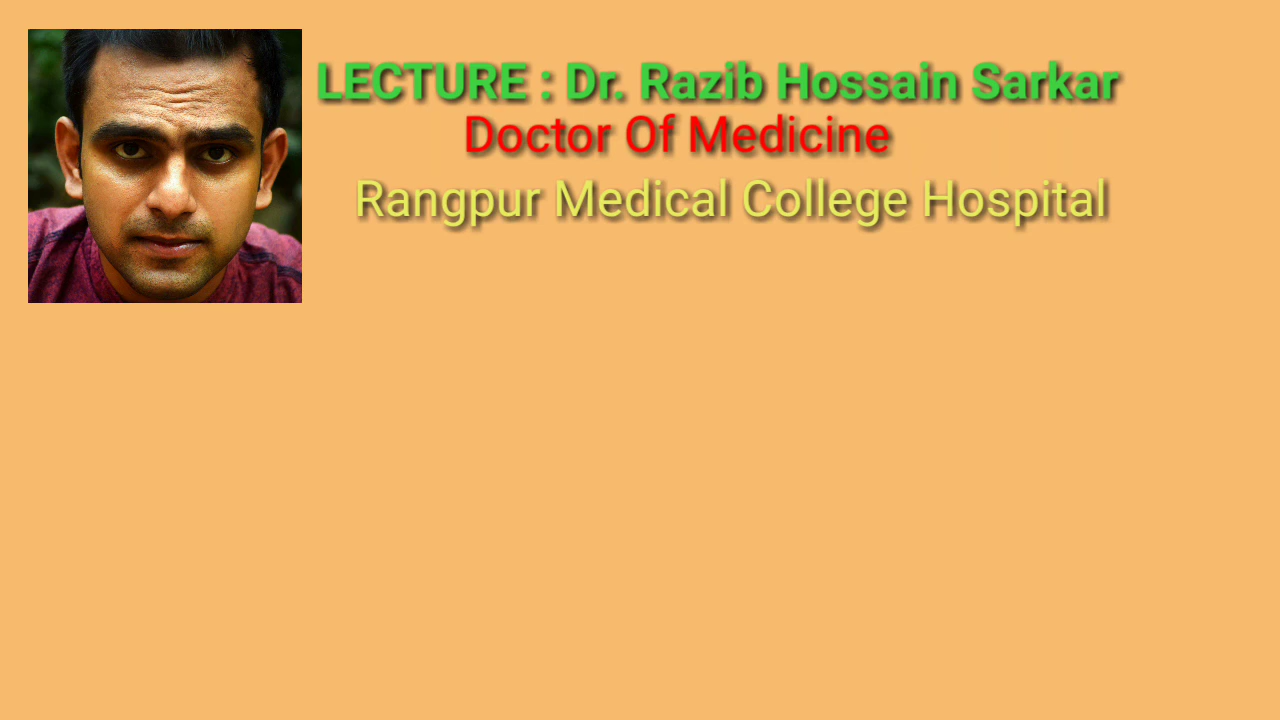 LECTURE : Dr. Razib Hossain Sarkar
Doctor Of Medicine
Rangpur Medical College Hospital